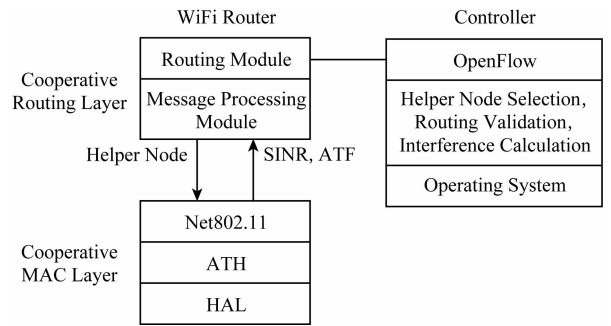 WiFi Router
Controller
Cooperative
Routing Layer
Routing Module
Message Processing
Module
OpenFlow
Helper Node Selection,
Routing Validation,
Interference Calculation
Operating System
Helper Node
SINR, ATF
Cooperative
MAC Layer
Net802.11
ATH
HAL